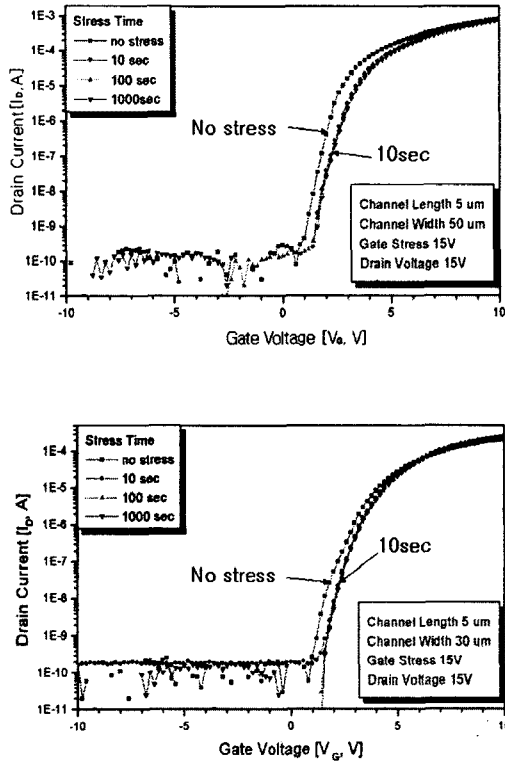 1E-3
1E-4
1E-5
1E-6
1E-7
1E-8
1E-9
1E-10
1E-11
Drain Current [I_D, A]
Stress Time
no stress
10 sec
100 sec
1000sec
No stress
10sec
Channel Length 5 um
Channel Width 50 um
Gate Stress 15V
Drain Voltage 15V
-10 -5 0 5 10
Gate Voltage [V_G, V]
1E-4
1E-5
1E-6
1E-7
1E-8
1E-9
1E-10
1E-11
Drain Current [I_D, A]
Stress Time
no stress
10 sec
100 sec
1000 sec
No stress
10sec
Channel Length 5 um
Channel Width 30 um
Gate Stress 15V
Drain Voltage 15V
-10 -5 0 5 10
Gate Voltage [V_G, V]